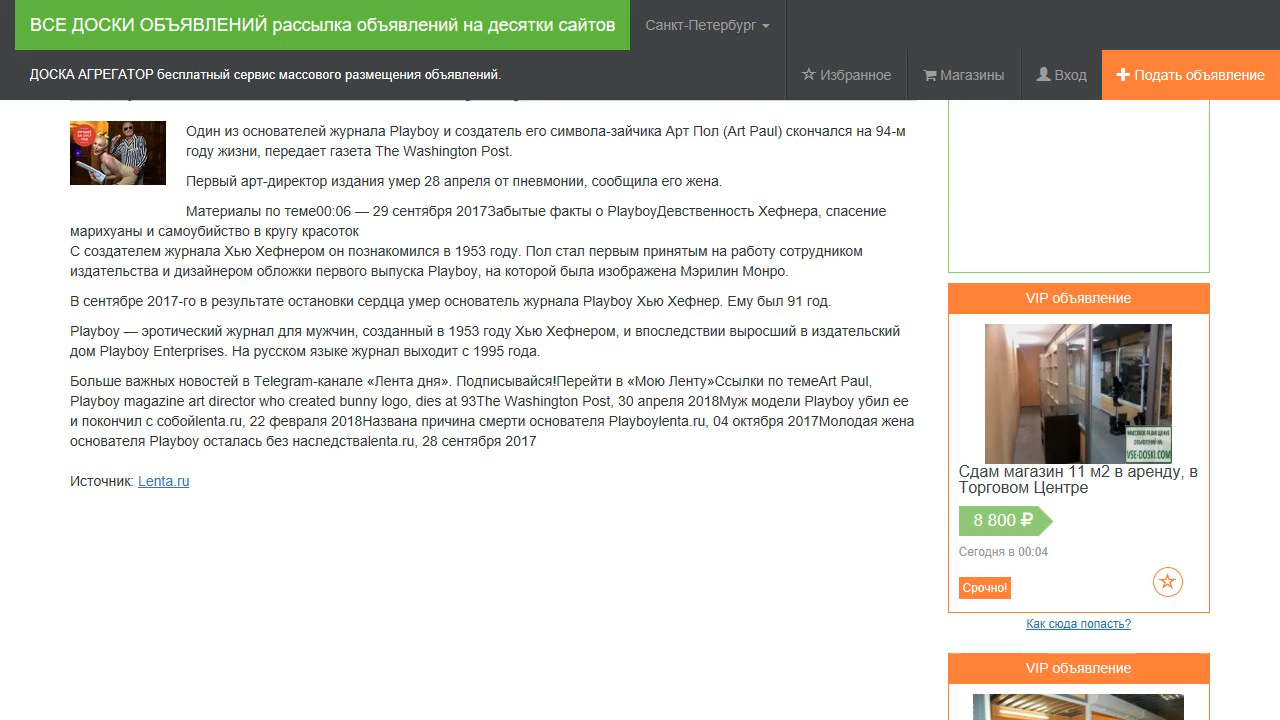 ВСЕ ДОСКИ ОБЪЯВЛЕНИЙ рассылка объявлений на десятки сайтов
Санкт-Петербург
ДОСКА АГРЕГАТОР бесплатный сервис массового размещения объявлений.
Избранное
Магазины
Вход
Подать объявление
Один из основателей журнала Playboy и создатель его символа-зайчика Арт Пол (Art Paul) скончался на 94-м
году жизни, передает газета The Washington Post.
Первый арт-директор издания умер 28 апреля от пневмонии, сообщила его жена.
Материалы по теме00:06 — 29 сентября 2017Забытые факты о PlayboyДевственность Хефнера, спасение
марихуаны и самоубийство в кругу красоток
С создателем журнала Хью Хефнером он познакомился в 1953 году. Пол стал первым принятым на работу сотрудником
издательства и дизайнером обложки первого выпуска Playboy, на которой была изображена Мэрилин Монро.
В сентябре 2017-го в результате остановки сердца умер основатель журнала Playboy Хью Хефнер. Ему был 91 год.
Playboy — эротический журнал для мужчин, созданный в 1953 году Хью Хефнером, и впоследствии выросший в издательский
дом Playboy Enterprises. На русском языке журнал выходит с 1995 года.
Больше важных новостей в Telegram-канале «Лента дня». Подписывайся!Перейти в «Мою Ленту»Ссылки по темеArt Paul,
Playboy magazine art director who created bunny logo, dies at 93The Washington Post, 30 апреля 2018Муж модели Playboy убил ее
и покончил с собойlenta.ru, 22 февраля 2018Названа причина смерти основателя Playboylenta.ru, 04 октября 2017Молодая жена
основателя Playboy осталась без наследстваlenta.ru, 28 сентября 2017
Источник: Lenta.ru
VIP объявление
МАССОВОЕ РАЗМЕЩЕНИЕ
ОБЪЯВЛЕНИЙ НА
VSE-DOSKI.COM
Сдам магазин 11 м2 в аренду, в
Торговом Центре
8 800 ₽
Сегодня в 00:04
Срочно!
Как сюда попасть?
VIP объявление